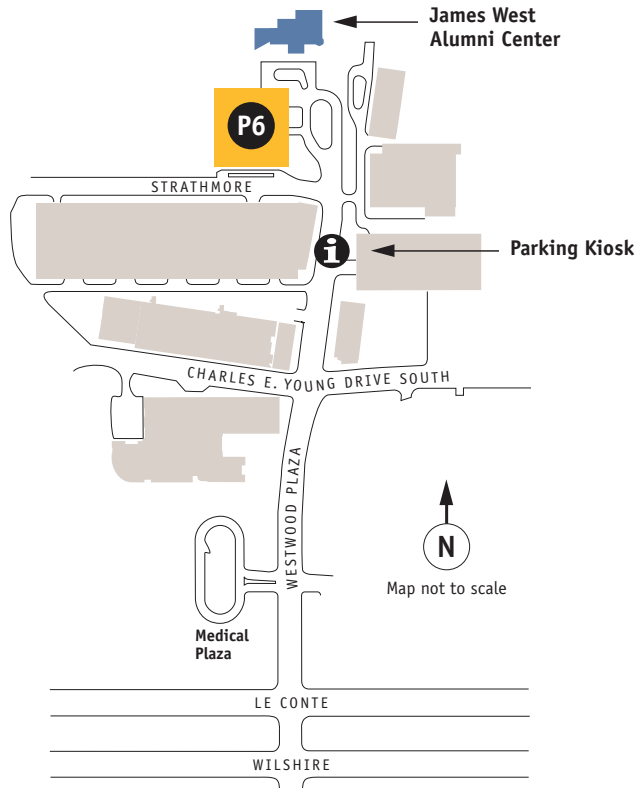 James West
Alumni Center
P6
STRATHMORE
i
Parking Kiosk
CHARLES E. YOUNG DRIVE SOUTH
WESTWOOD PLAZA
N
Map not to scale
Medical
Plaza
LE CONTE
WILSHIRE